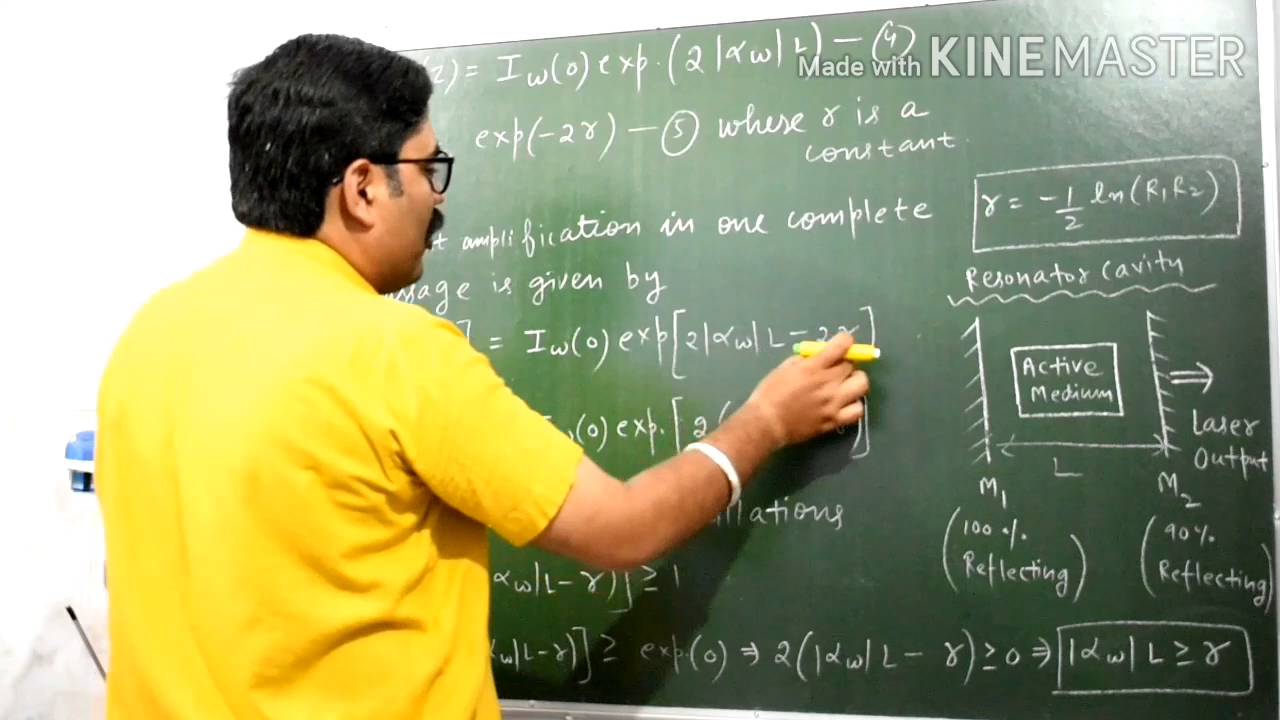 (z) = Iω(0) exp. (2|αω|L) — (4)
Made with KINEMASTER
exp(-2γ) — (5) where γ is a
constant.
γ = -1/2 ln(R₁R₂)
amplification in one complete
is given by
Resonator Cavity
] = Iω(0) exp[2|αω|L - 2γ]
Active
Medium
(0) exp. [2(
]
Laser
Output
L
M₁
M₂
(100%
Reflecting)
(90%
Reflecting)
αω|L - γ)] ≥ 1
αω|L - γ)] ≥ exp.(0) ⇒ 2(|αω|L - γ) ≥ 0 ⇒ |αω|L ≥ γ